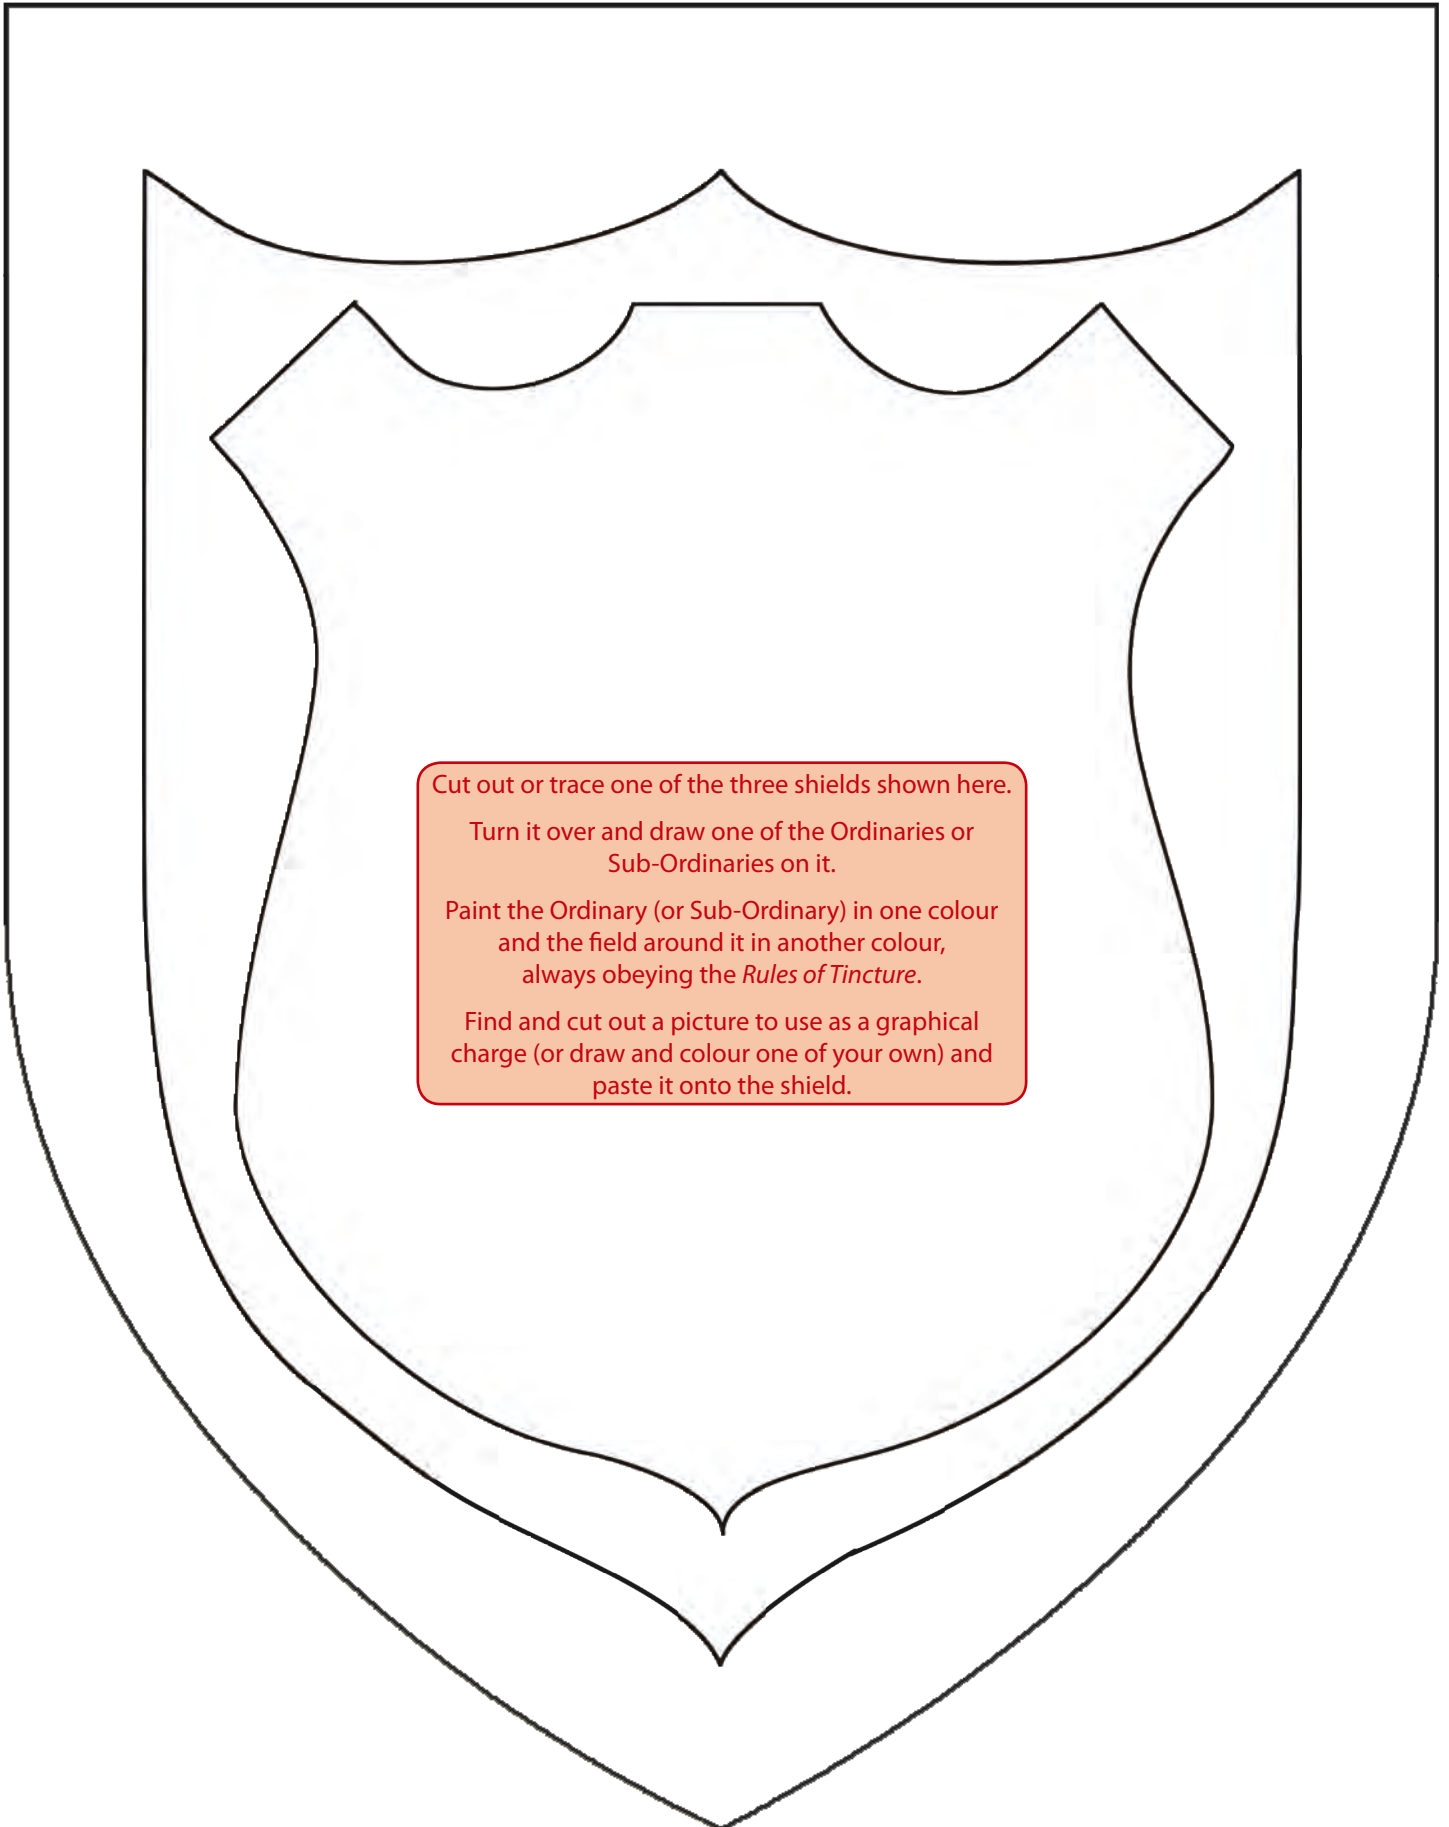 Cut out or trace one of the three shields shown here.
Turn it over and draw one of the Ordinaries or
Sub-Ordinaries on it.
Paint the Ordinary (or Sub-Ordinary) in one colour
and the field around it in another colour,
always obeying the Rules of Tincture.
Find and cut out a picture to use as a graphical
charge (or draw and colour one of your own) and
paste it onto the shield.